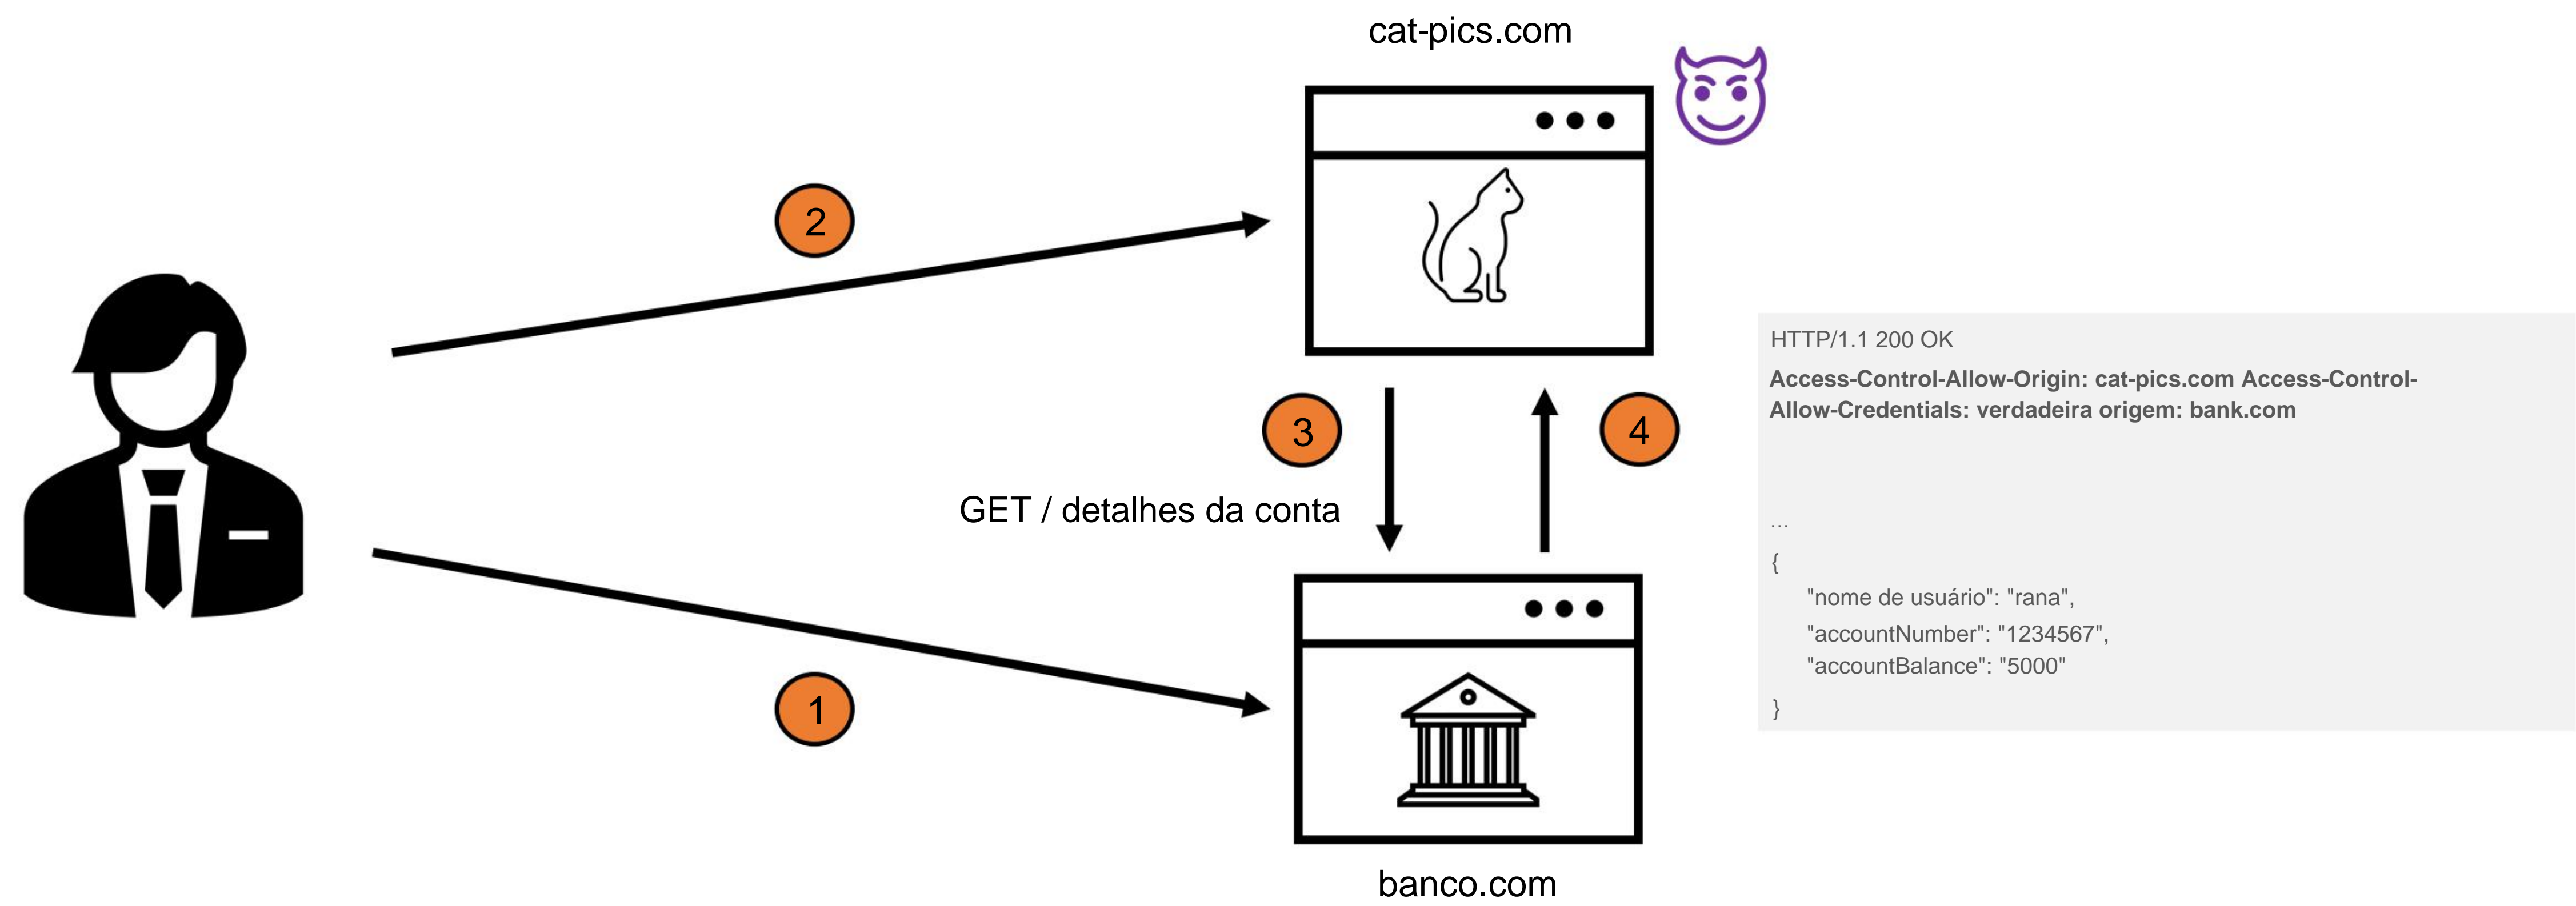 cat-pics.com
2
HTTP/1.1 200 OK
Access-Control-Allow-Origin: cat-pics.com Access-Control-
Allow-Credentials: verdadeira origem: bank.com
3
4
GET / detalhes da conta
...
{
"nome de usuário": "rana",
"accountNumber": "1234567",
"accountBalance": "5000"
}
1
banco.com